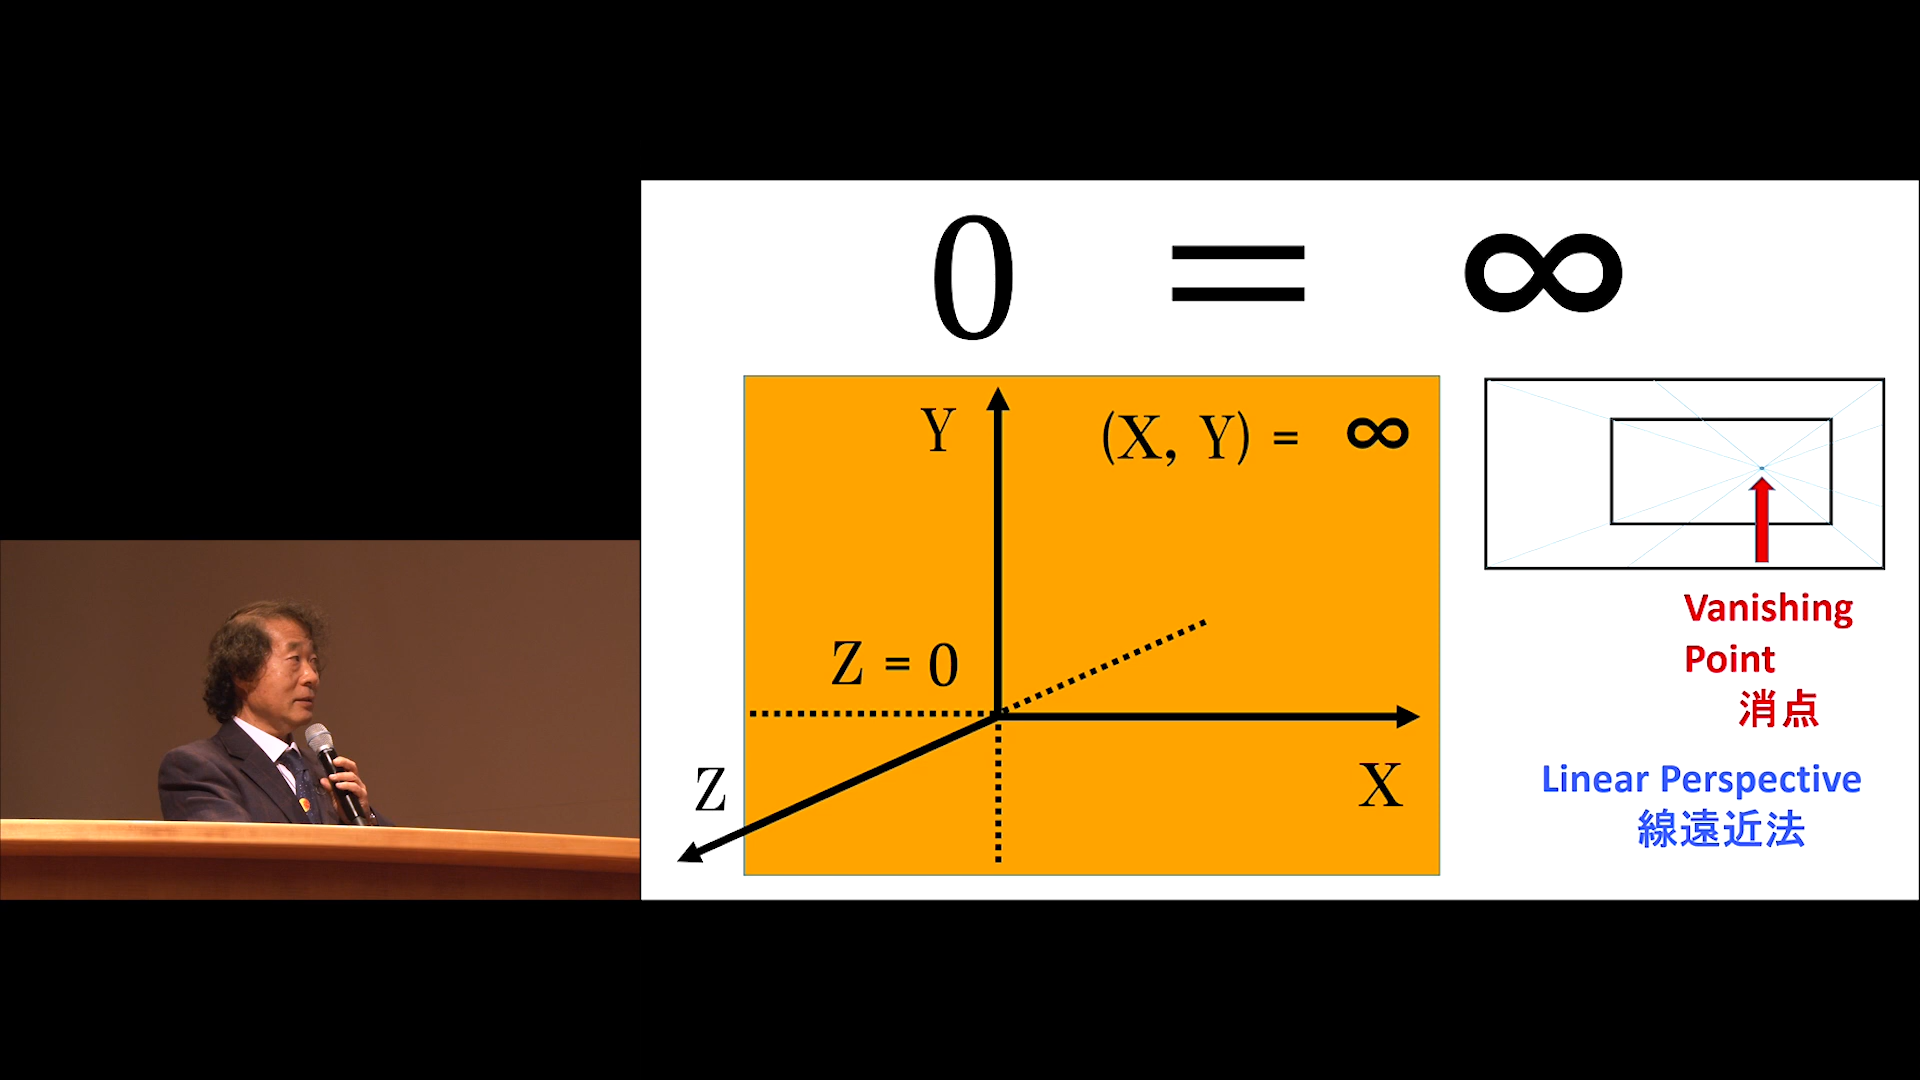 0 = ∞
Y
(X, Y) = ∞
Z = 0
Z
X
Vanishing
Point
消点
Linear Perspective
線遠近法